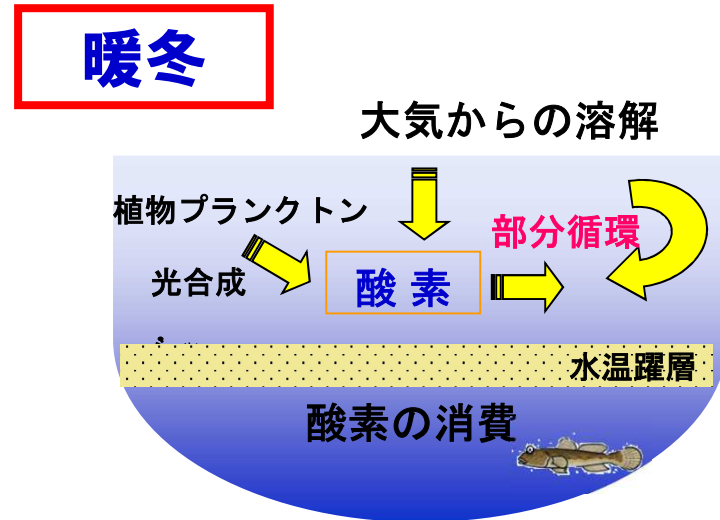 暖冬
大気からの溶解
植物プランクトン
部分循環
光合成
酸 素
水温躍層
酸素の消費